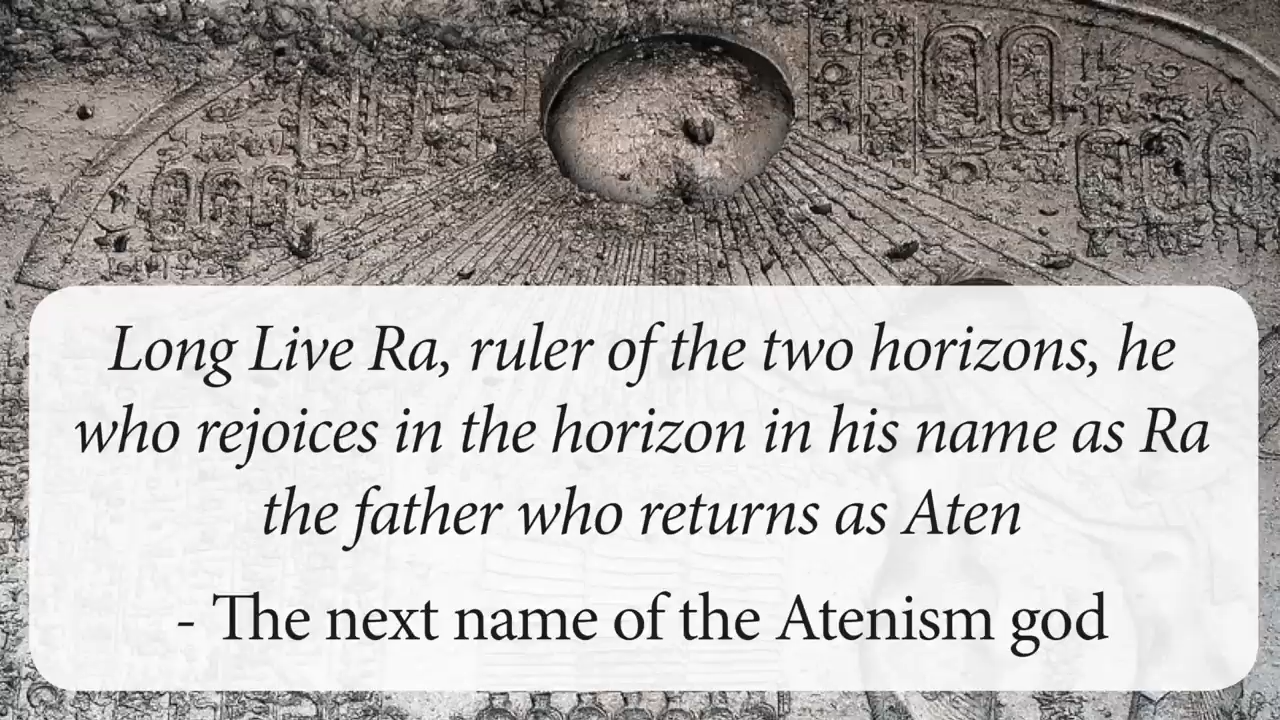 Long Live Ra, ruler of the two horizons, he
who rejoices in the horizon in his name as Ra
the father who returns as Aten
- The next name of the Atenism god